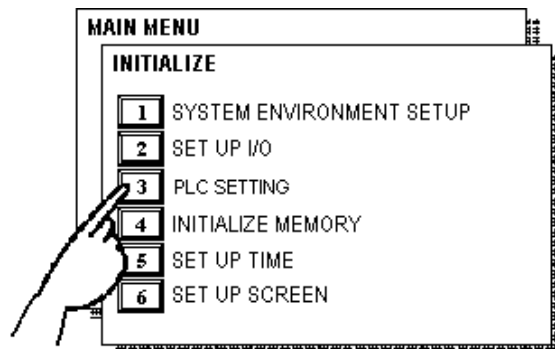 MAIN MENU
INITIALIZE
1 SYSTEM ENVIRONMENT SETUP
2 SET UP I/O
3 PLC SETTING
4 INITIALIZE MEMORY
5 SET UP TIME
6 SET UP SCREEN